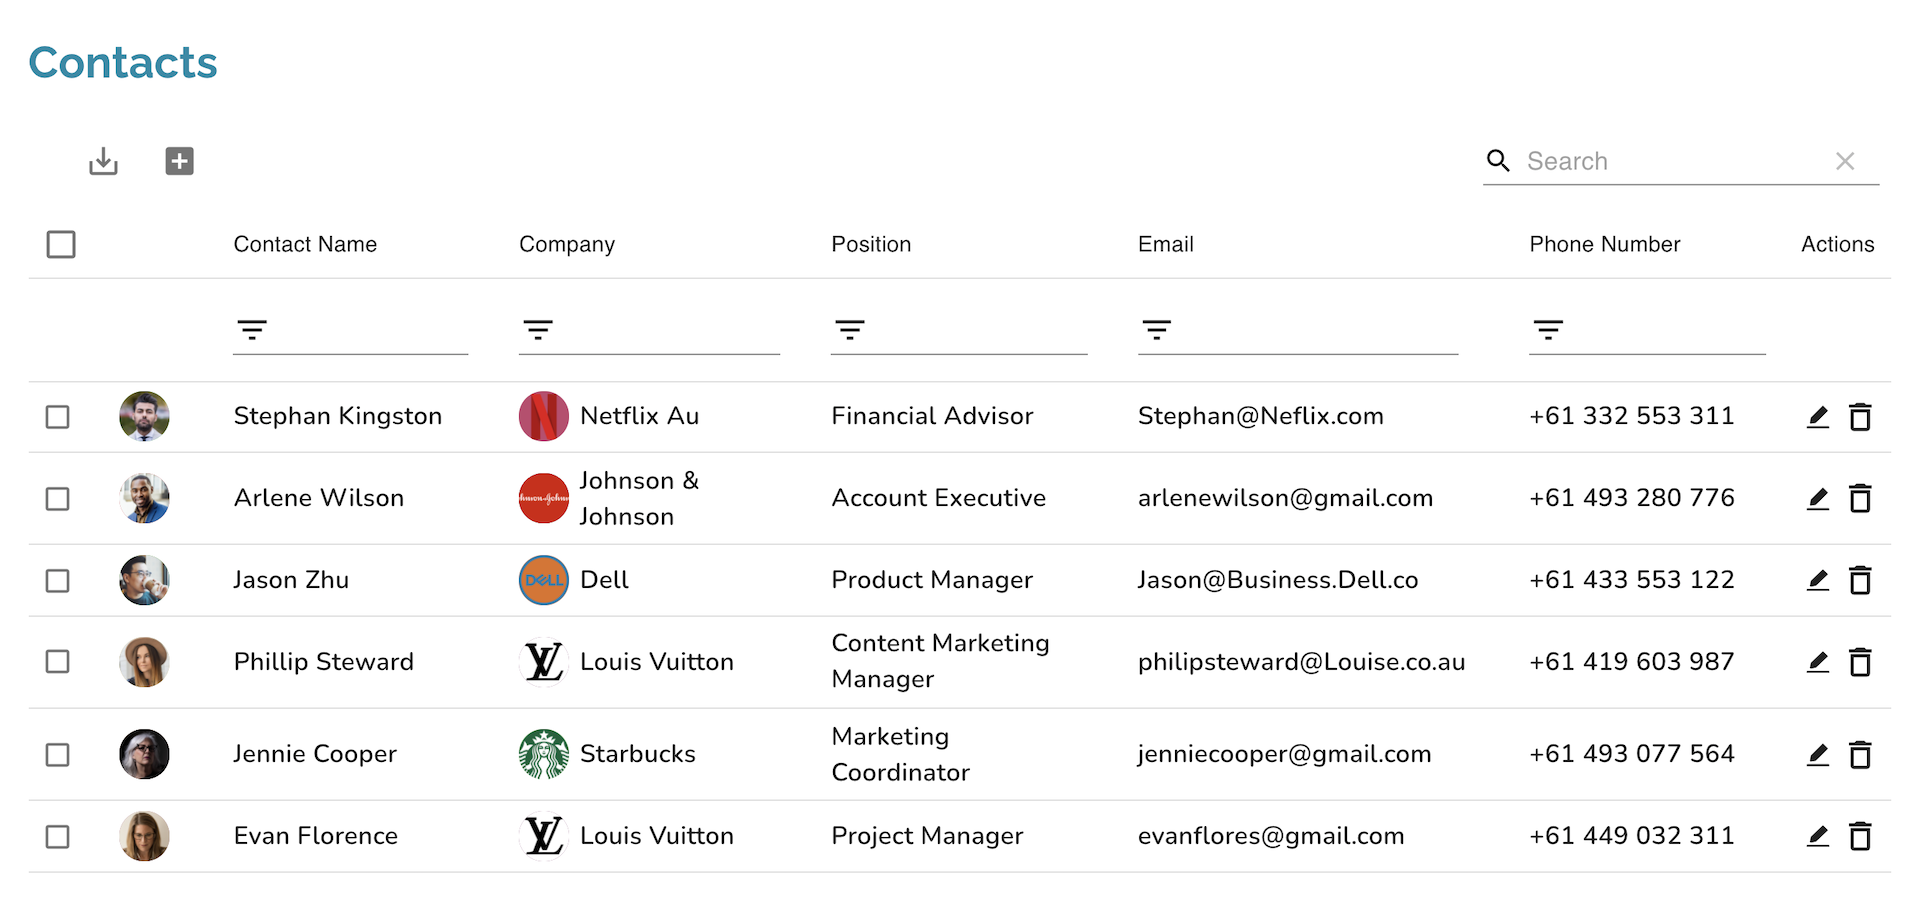 Contacts
Search
Contact Name Company Position Email Phone Number Actions
Stephan Kingston Netflix Au Financial Advisor Stephan@Neflix.com +61 332 553 311
Arlene Wilson Johnson & Johnson Account Executive arlenewilson@gmail.com +61 493 280 776
Jason Zhu DELL Dell Product Manager Jason@Business.Dell.co +61 433 553 122
Phillip Steward LV Louis Vuitton Content Marketing Manager philipsteward@Louise.co.au +61 419 603 987
Jennie Cooper Starbucks Marketing Coordinator jenniecooper@gmail.com +61 493 077 564
Evan Florence LV Louis Vuitton Project Manager evanflores@gmail.com +61 449 032 311